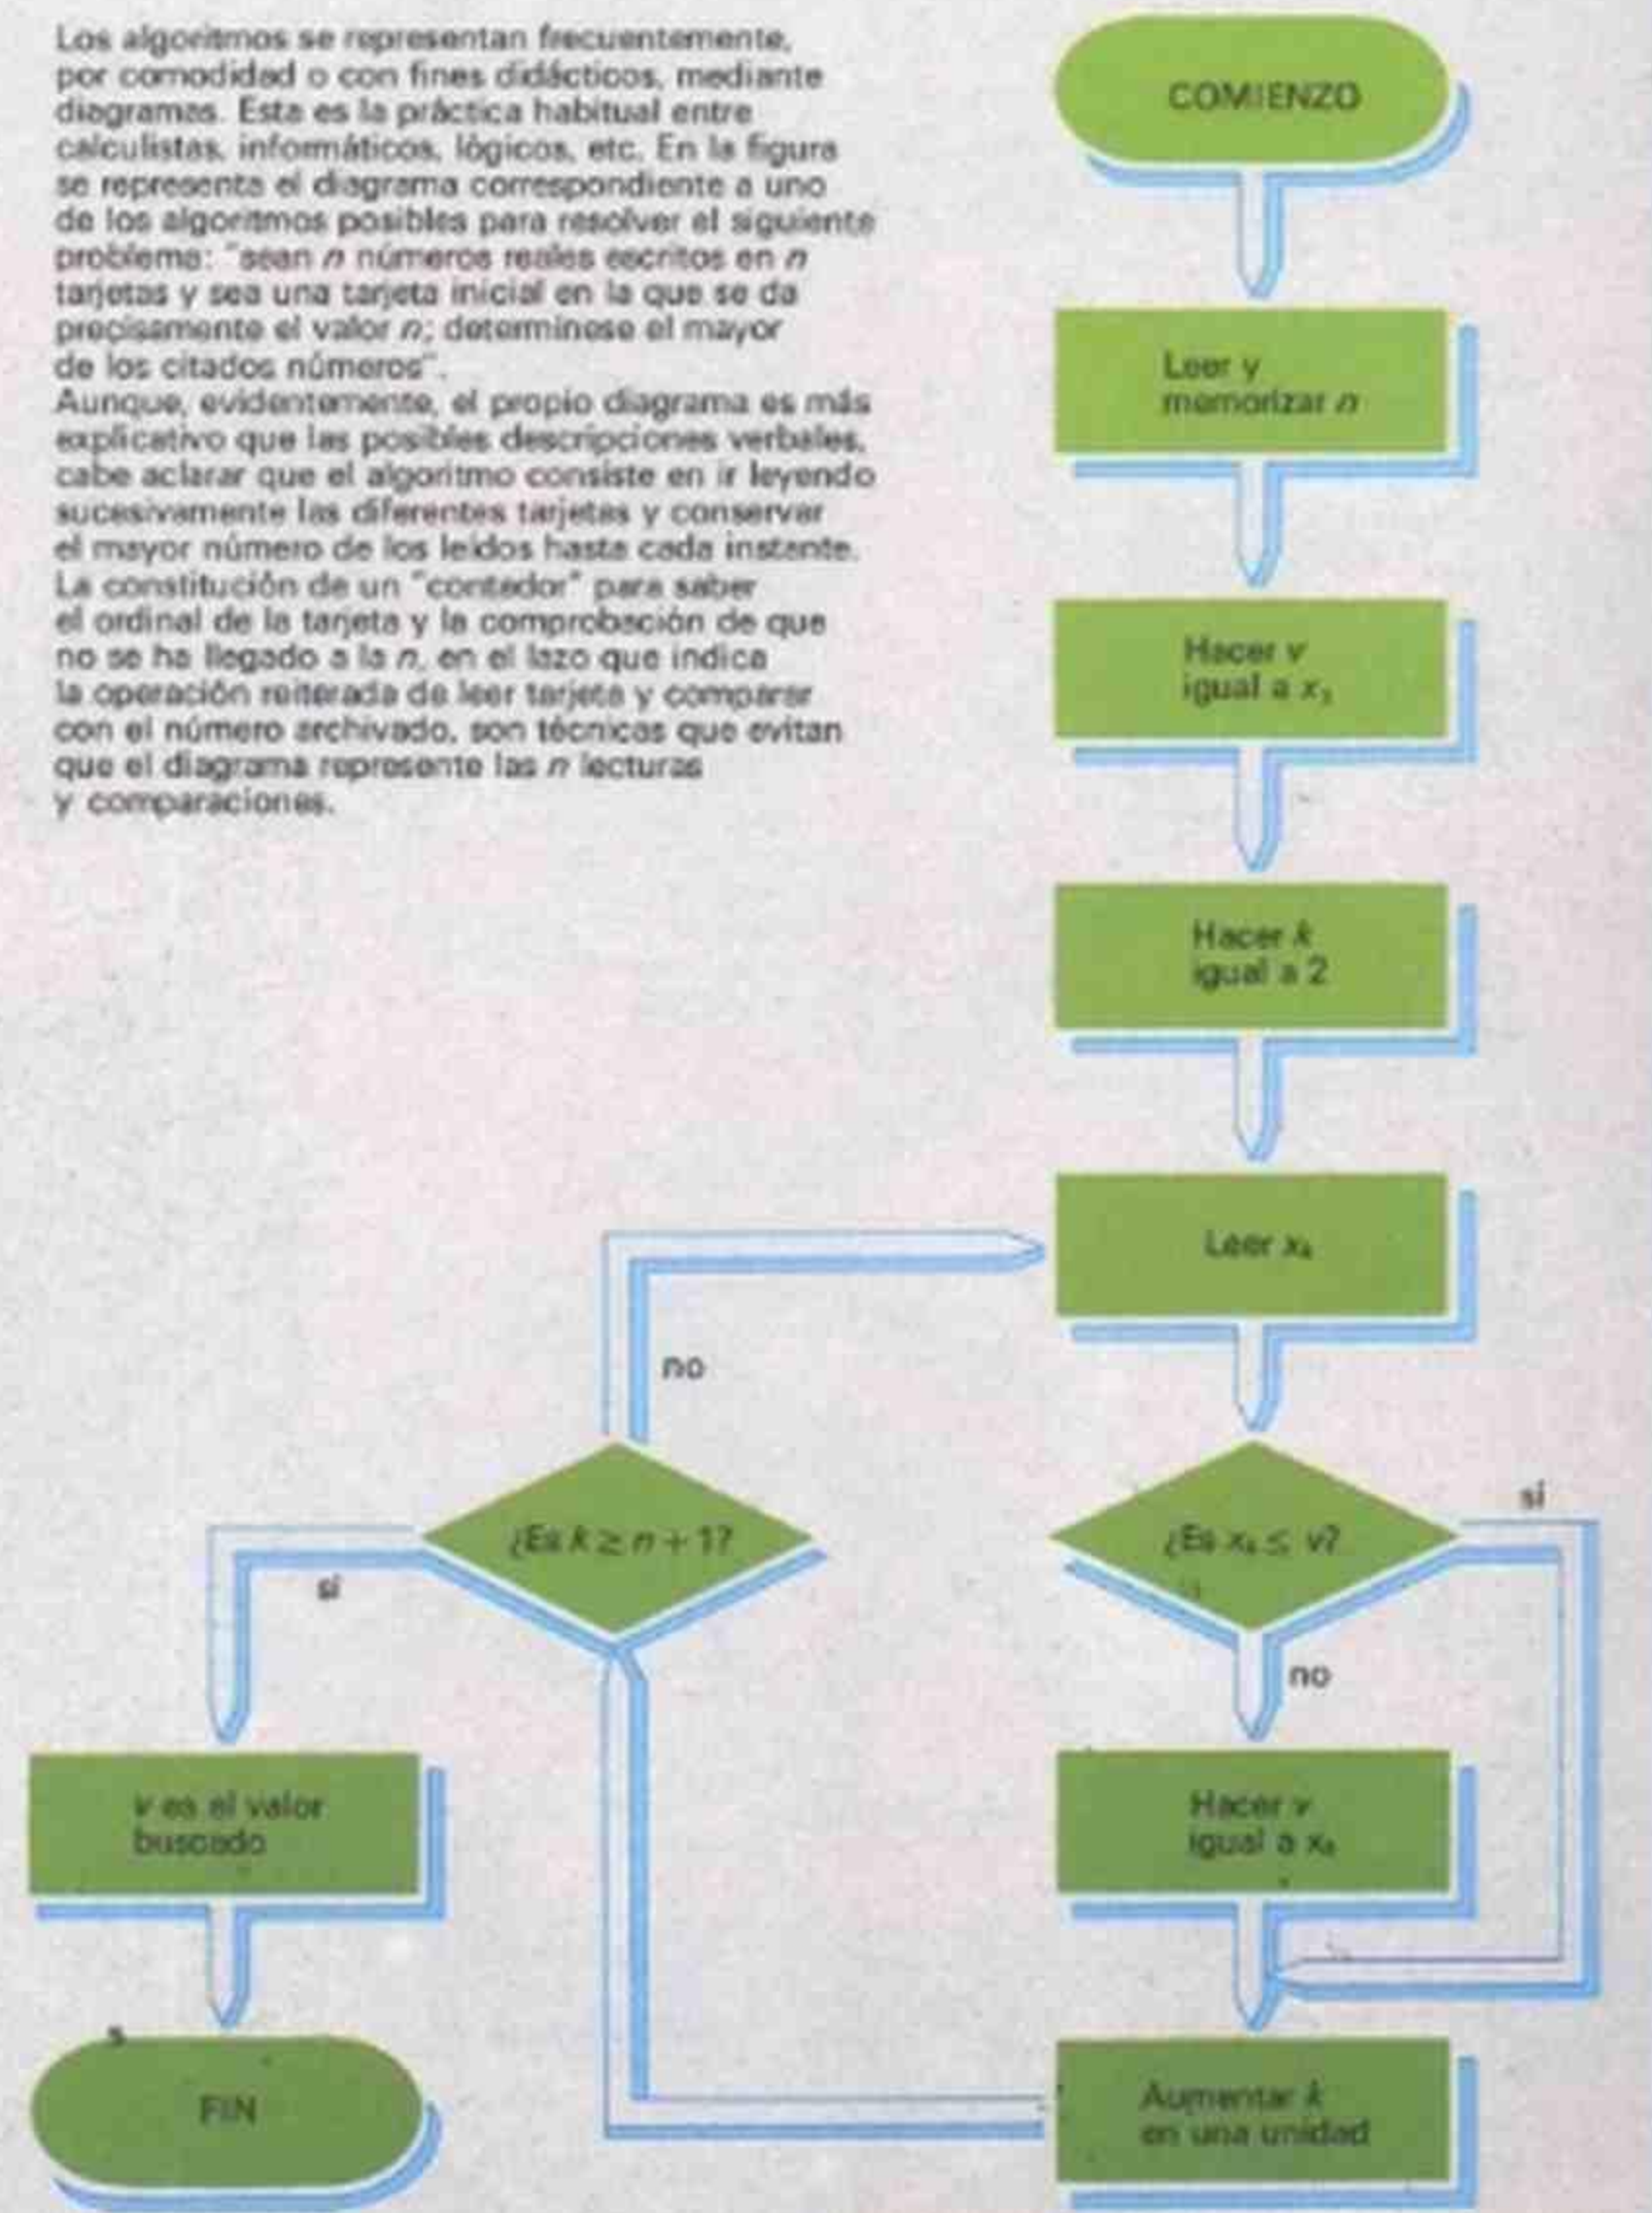 Los algoritmos se representan frecuentemente,
por comodidad o con fines didácticos, mediante
diagramas. Esta es la práctica habitual entre
calculistas, informáticos, lógicos, etc. En la figura
se representa el diagrama correspondiente a uno
de los algoritmos posibles para resolver el siguiente
problema: "sean n números reales escritos en n
tarjetas y sea una tarjeta inicial en la que se da
precisamente el valor n; determínese el mayor
de los citados números".
Aunque, evidentemente, el propio diagrama es más
explicativo que las posibles descripciones verbales,
cabe aclarar que el algoritmo consiste en ir leyendo
sucesivamente las diferentes tarjetas y conservar
el mayor número de los leídos hasta cada instante.
La constitución de un "contador" para saber
el ordinal de la tarjeta y la comprobación de que
no se ha llegado a la n, en el lazo que indica
la operación reiterada de leer tarjeta y comparar
con el número archivado, son técnicas que evitan
que el diagrama represente las n lecturas
y comparaciones.
COMIENZO
Leer y
memorizar n
Hacer v
igual a x₁
Hacer k
igual a 2
Leer xₖ
no
¿Es k ≥ n + 1?
sí
¿Es xₖ ≤ v?
sí
no
v es el valor
buscado
Hacer v
igual a xₖ
FIN
Aumentar k
en una unidad